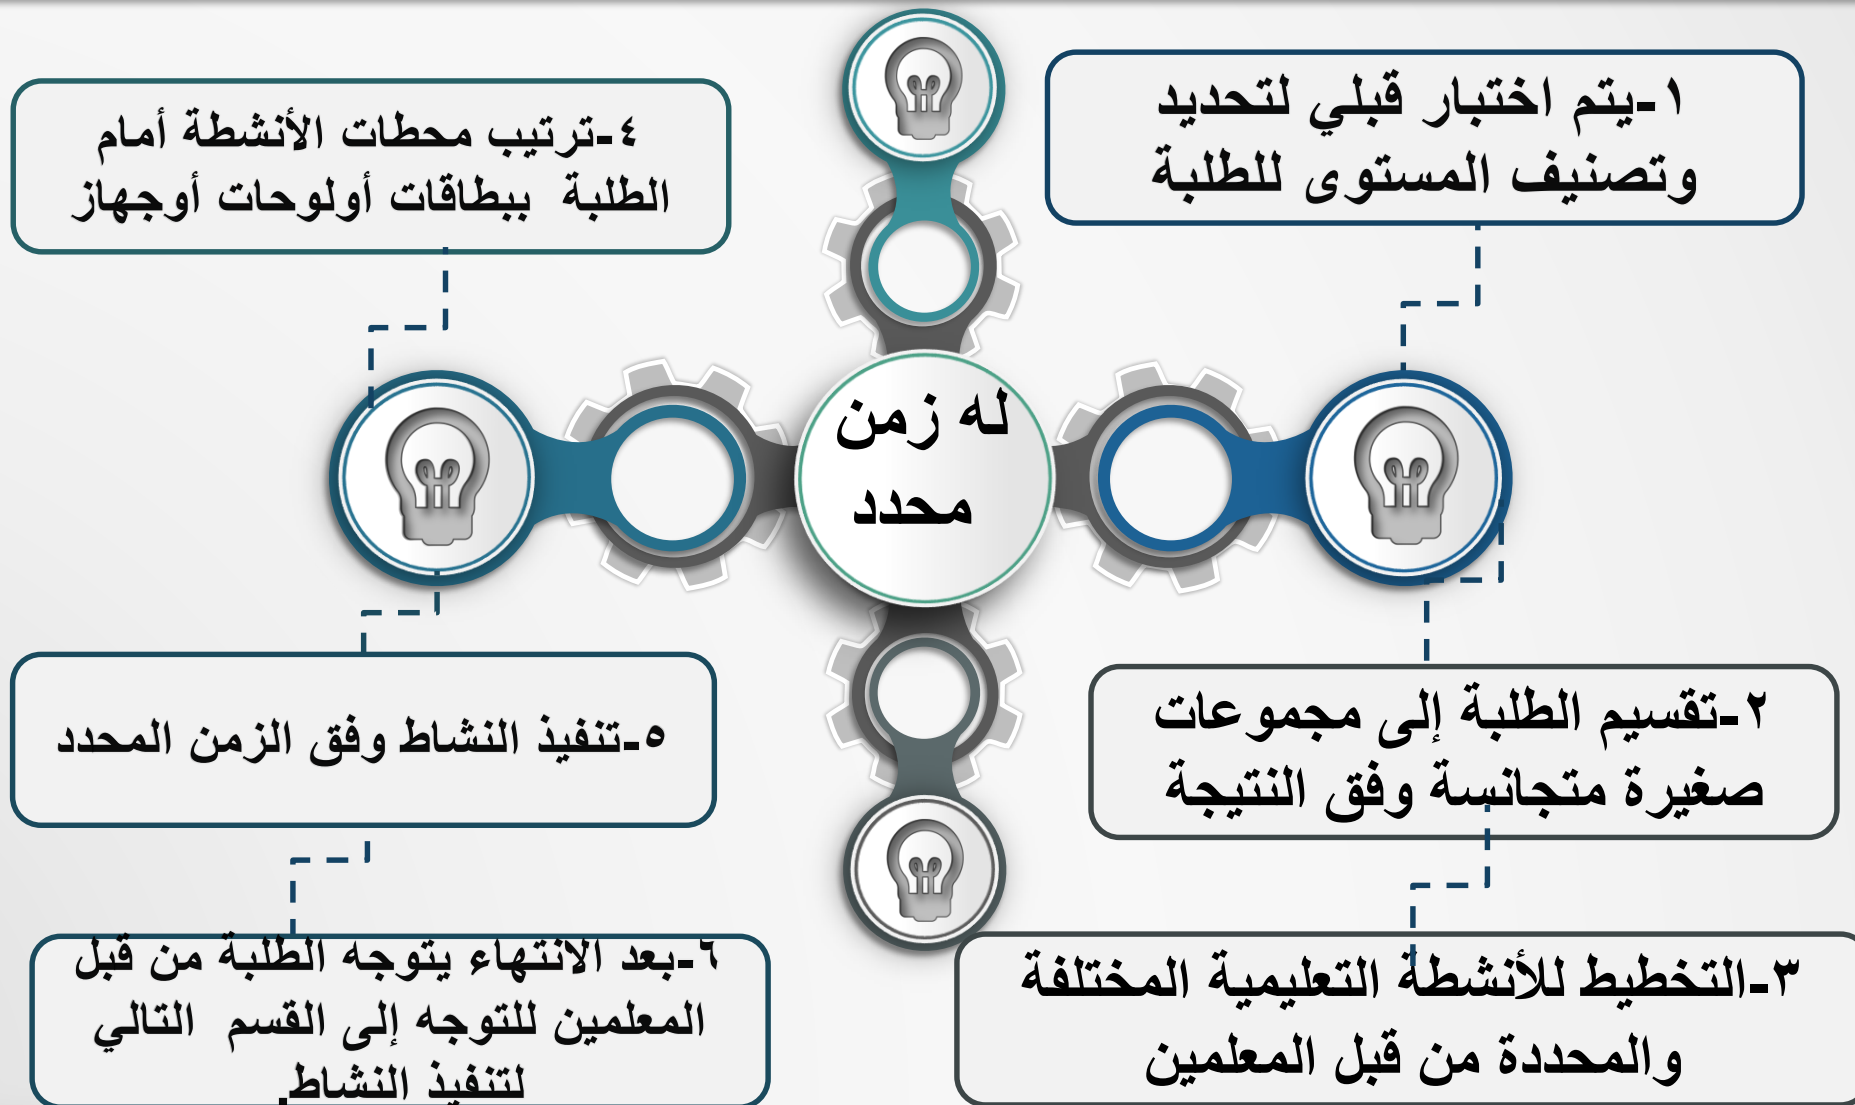 ١-يتم اختبار قبلي لتحديد
وتصنيف المستوى للطلبة
٤-ترتيب محطات الأنشطة أمام
الطلبة ببطاقات أولوحات أوجهاز
له زمن
محدد
٢-تقسيم الطلبة إلى مجموعات
صغيرة متجانسة وفق النتيجة
٥-تنفيذ النشاط وفق الزمن المحدد
٣-التخطيط للأنشطة التعليمية المختلفة
والمحددة من قبل المعلمين
٦-بعد الانتهاء يتوجه الطلبة من قبل
المعلمين للتوجه إلى القسم التالي
لتنفيذ النشاط.